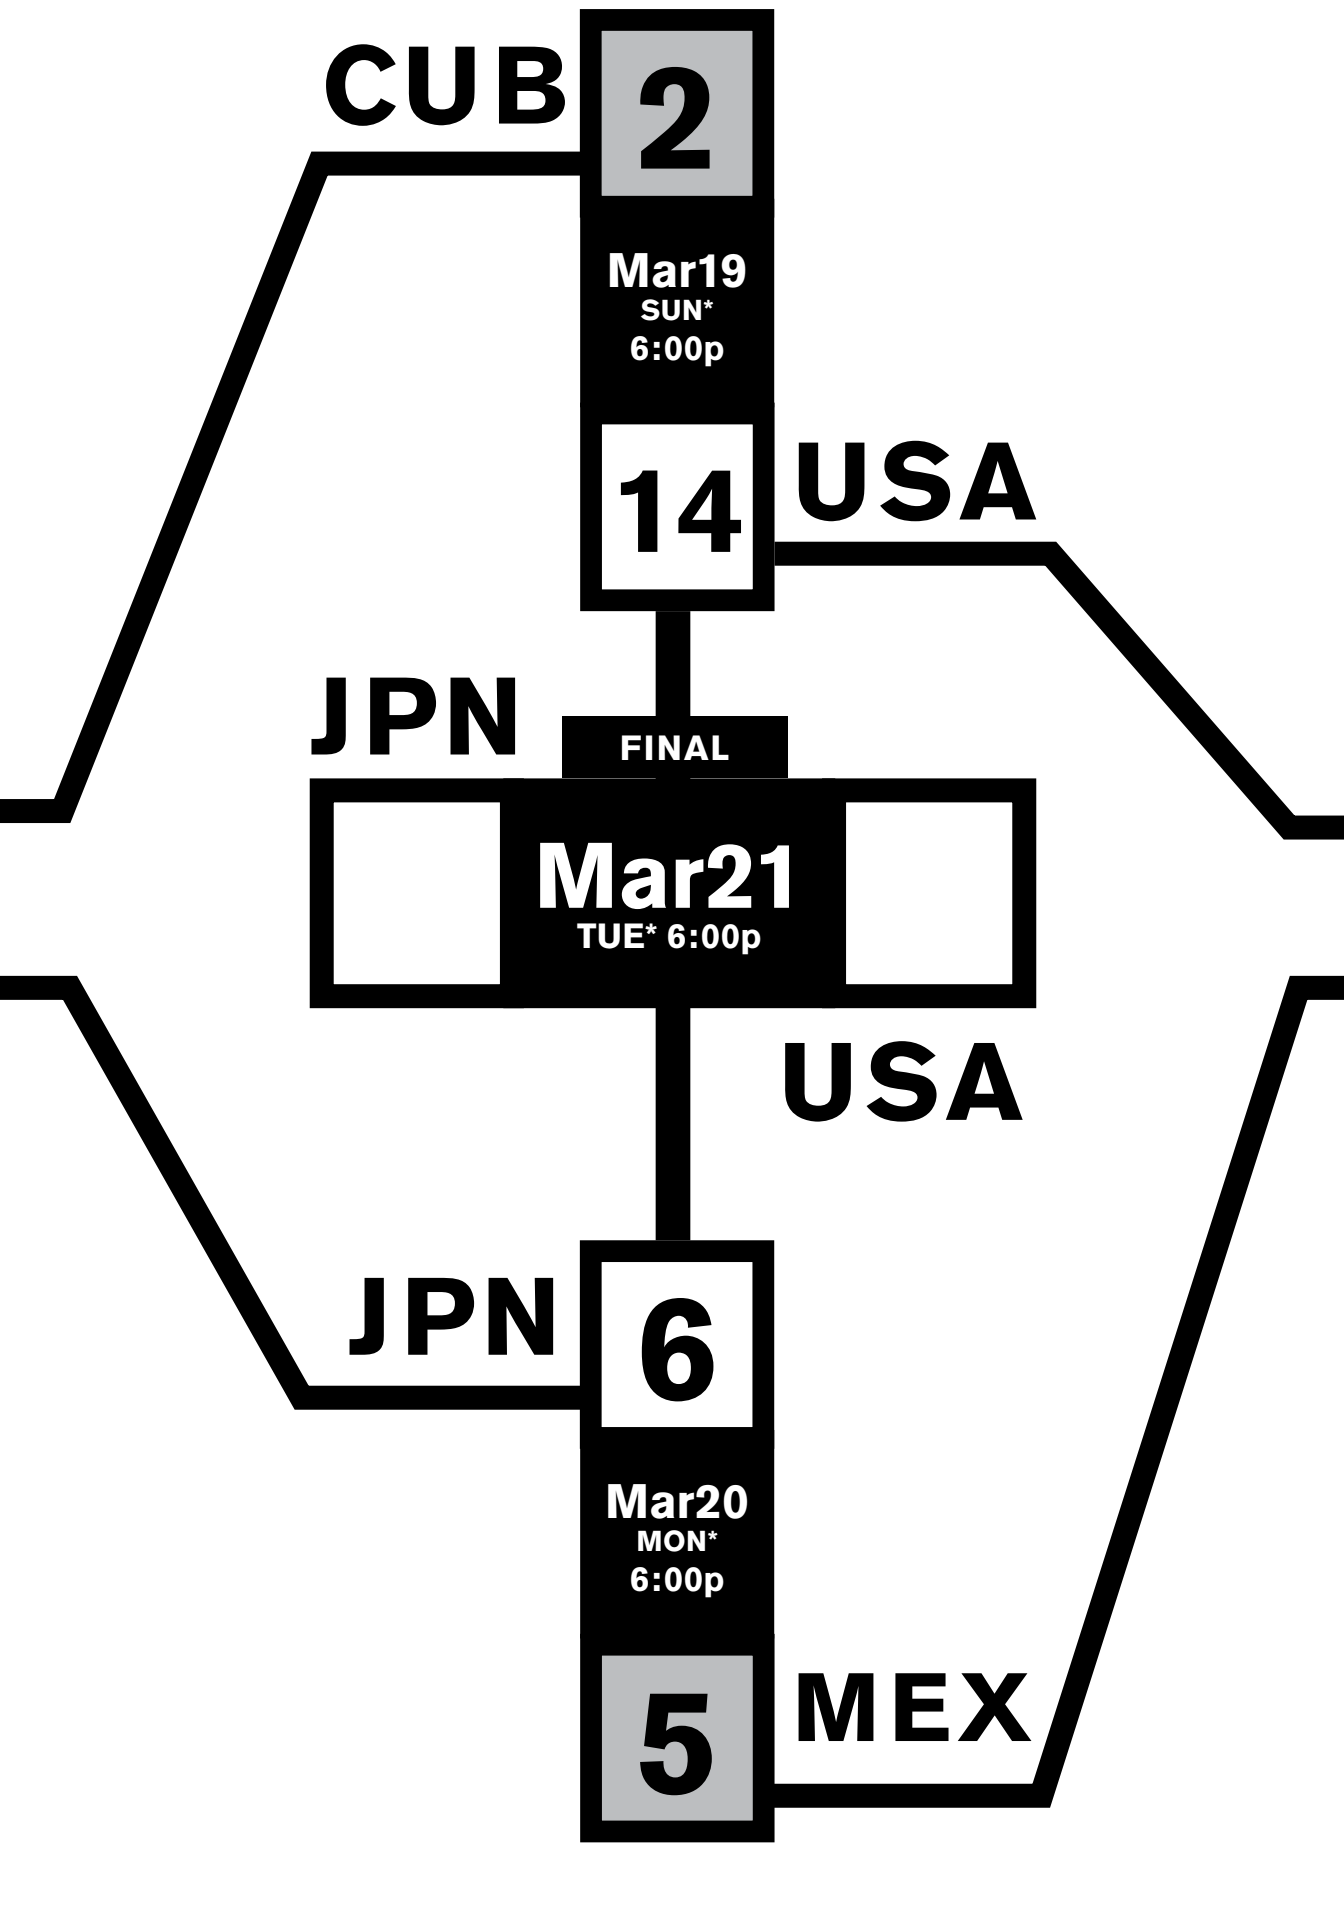 CUB
2
Mar19
SUN*
6:00p
14
USA
JPN
FINAL
Mar21
TUE* 6:00p
USA
JPN
6
Mar20
MON*
6:00p
5
MEX